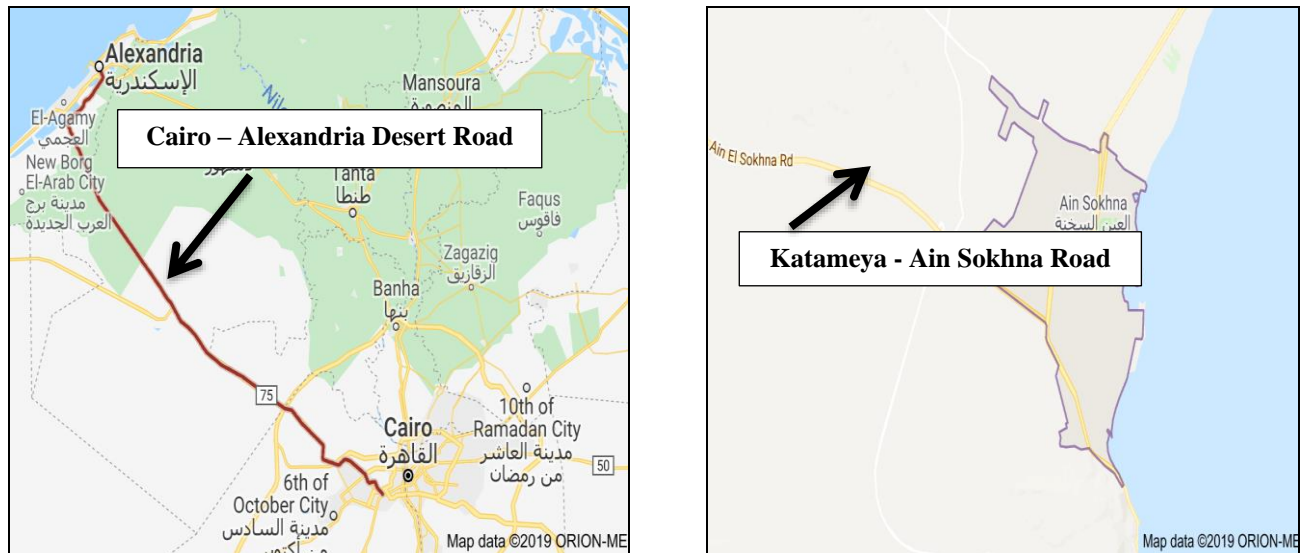 Alexandria
الإسكندرية
Mansoura
El-Agamy
العجمي
Cairo – Alexandria Desert Road
New Borg
El-Arab City
مدينة برج
العرب الجديدة
Tanta
طنطا
Faqus
فاقوس
Zagazig
الزقازيق
Banha
بنها
75
10th of
Ramadan City
مدينة العاشر
من رمضان
Cairo
القاهرة
50
6th of
October City
مدينة السادس
Map data ©2019 ORION-ME
Ain El Sokhna Rd
Ain Sokhna
العين السخنة
Katameya - Ain Sokhna Road
Map data ©2019 ORION-ME